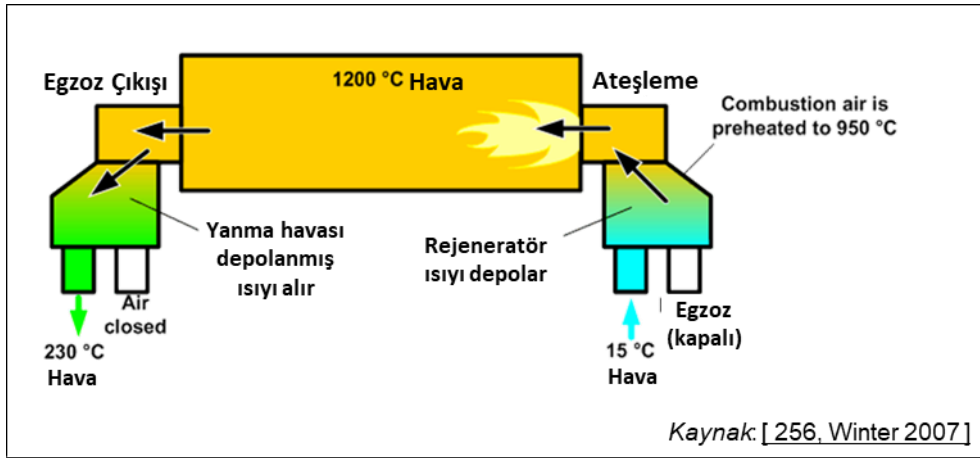 Egzoz Çıkışı
1200 °C Hava
Ateşleme
Combustion air is
preheated to 950 °C
Yanma havası
depolanmış
ısıyı alır
Rejeneratör
ısıyı depolar
Air
closed
230 °C
Hava
15 °C
Hava
Egzoz
(kapalı)
Kaynak: [ 256, Winter 2007 ]